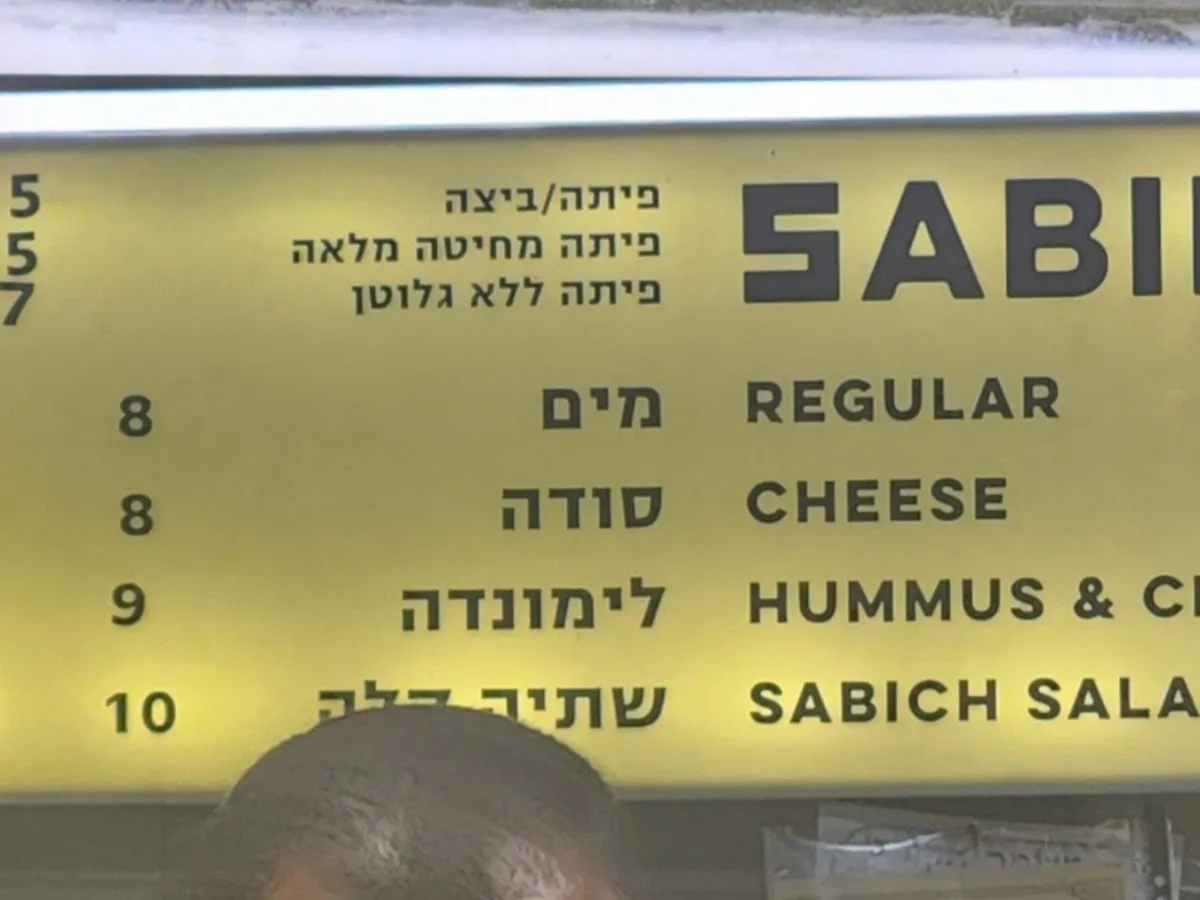 פיתה/ביצה 5
פיתה מחיטה מלאה 5
פיתה ללא גלוטן 7
מים 8
סודה 8
לימונדה 9
שתיה קלה 10
REGULAR
CHEESE
HUMMUS &
SABICH